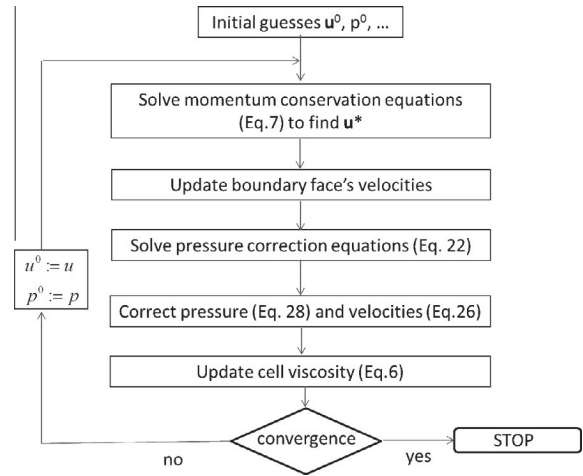 Initial guesses u⁰, p⁰, ...
Solve momentum conservation equations
(Eq.7) to find u*
Update boundary face's velocities
Solve pressure correction equations (Eq. 22)
u⁰ := u
p⁰ := p
Correct pressure (Eq. 28) and velocities (Eq.26)
Update cell viscosity (Eq.6)
convergence
no
yes
STOP